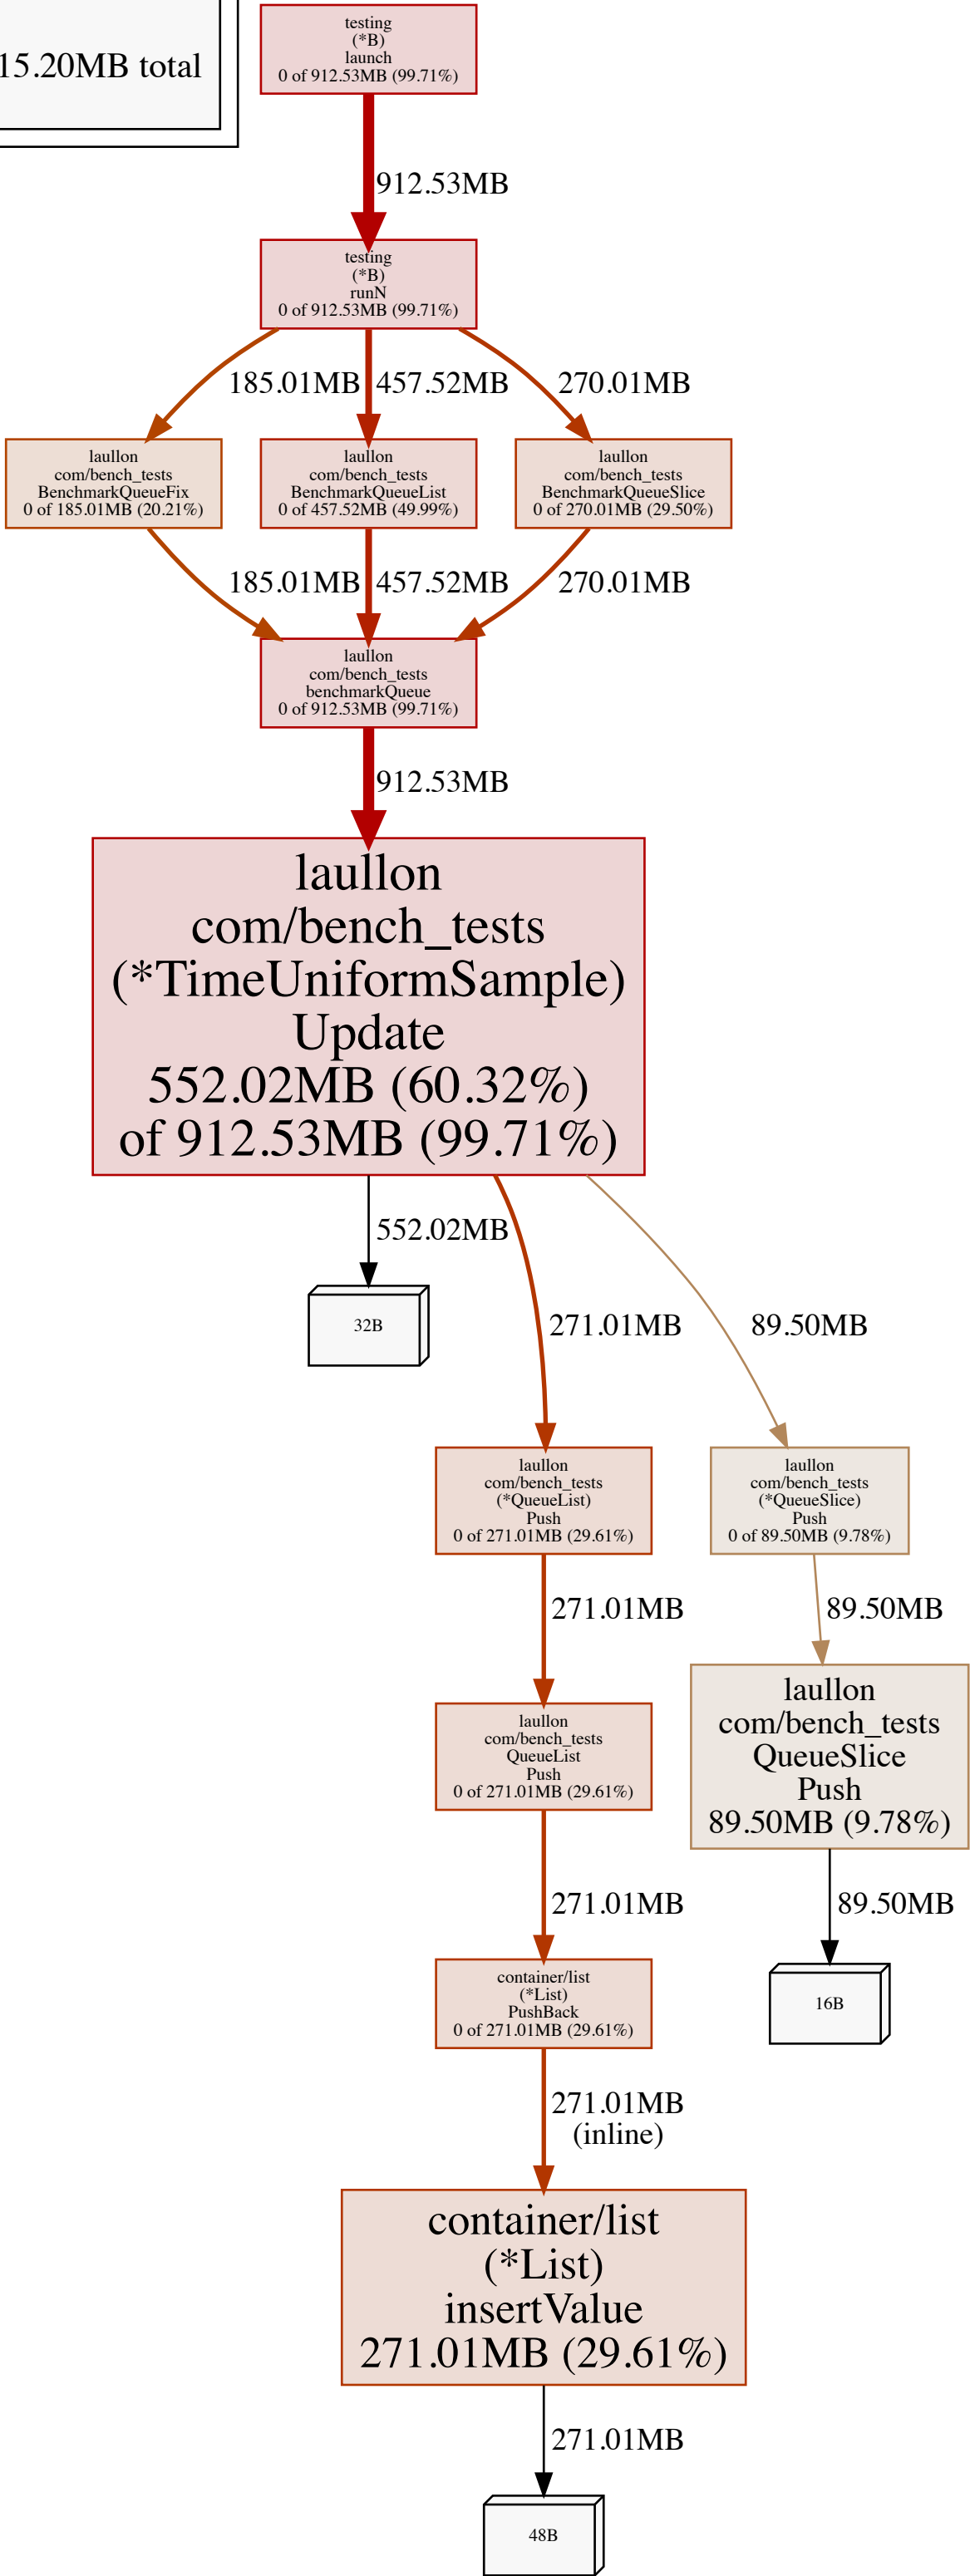 15.20MB total
testing
(*B)
launch
0 of 912.53MB (99.71%)
912.53MB
testing
(*B)
runN
0 of 912.53MB (99.71%)
185.01MB
457.52MB
270.01MB
laullon
com/bench_tests
BenchmarkQueueFix
0 of 185.01MB (20.21%)
laullon
com/bench_tests
BenchmarkQueueList
0 of 457.52MB (49.99%)
laullon
com/bench_tests
BenchmarkQueueSlice
0 of 270.01MB (29.50%)
185.01MB
457.52MB
270.01MB
laullon
com/bench_tests
benchmarkQueue
0 of 912.53MB (99.71%)
912.53MB
laullon
com/bench_tests
(*TimeUniformSample)
Update
552.02MB (60.32%)
of 912.53MB (99.71%)
552.02MB
32B
271.01MB
89.50MB
laullon
com/bench_tests
(*QueueList)
Push
0 of 271.01MB (29.61%)
laullon
com/bench_tests
(*QueueSlice)
Push
0 of 89.50MB (9.78%)
271.01MB
89.50MB
laullon
com/bench_tests
QueueList
Push
0 of 271.01MB (29.61%)
laullon
com/bench_tests
QueueSlice
Push
89.50MB (9.78%)
271.01MB
89.50MB
container/list
(*List)
PushBack
0 of 271.01MB (29.61%)
16B
271.01MB
(inline)
container/list
(*List)
insertValue
271.01MB (29.61%)
271.01MB
48B